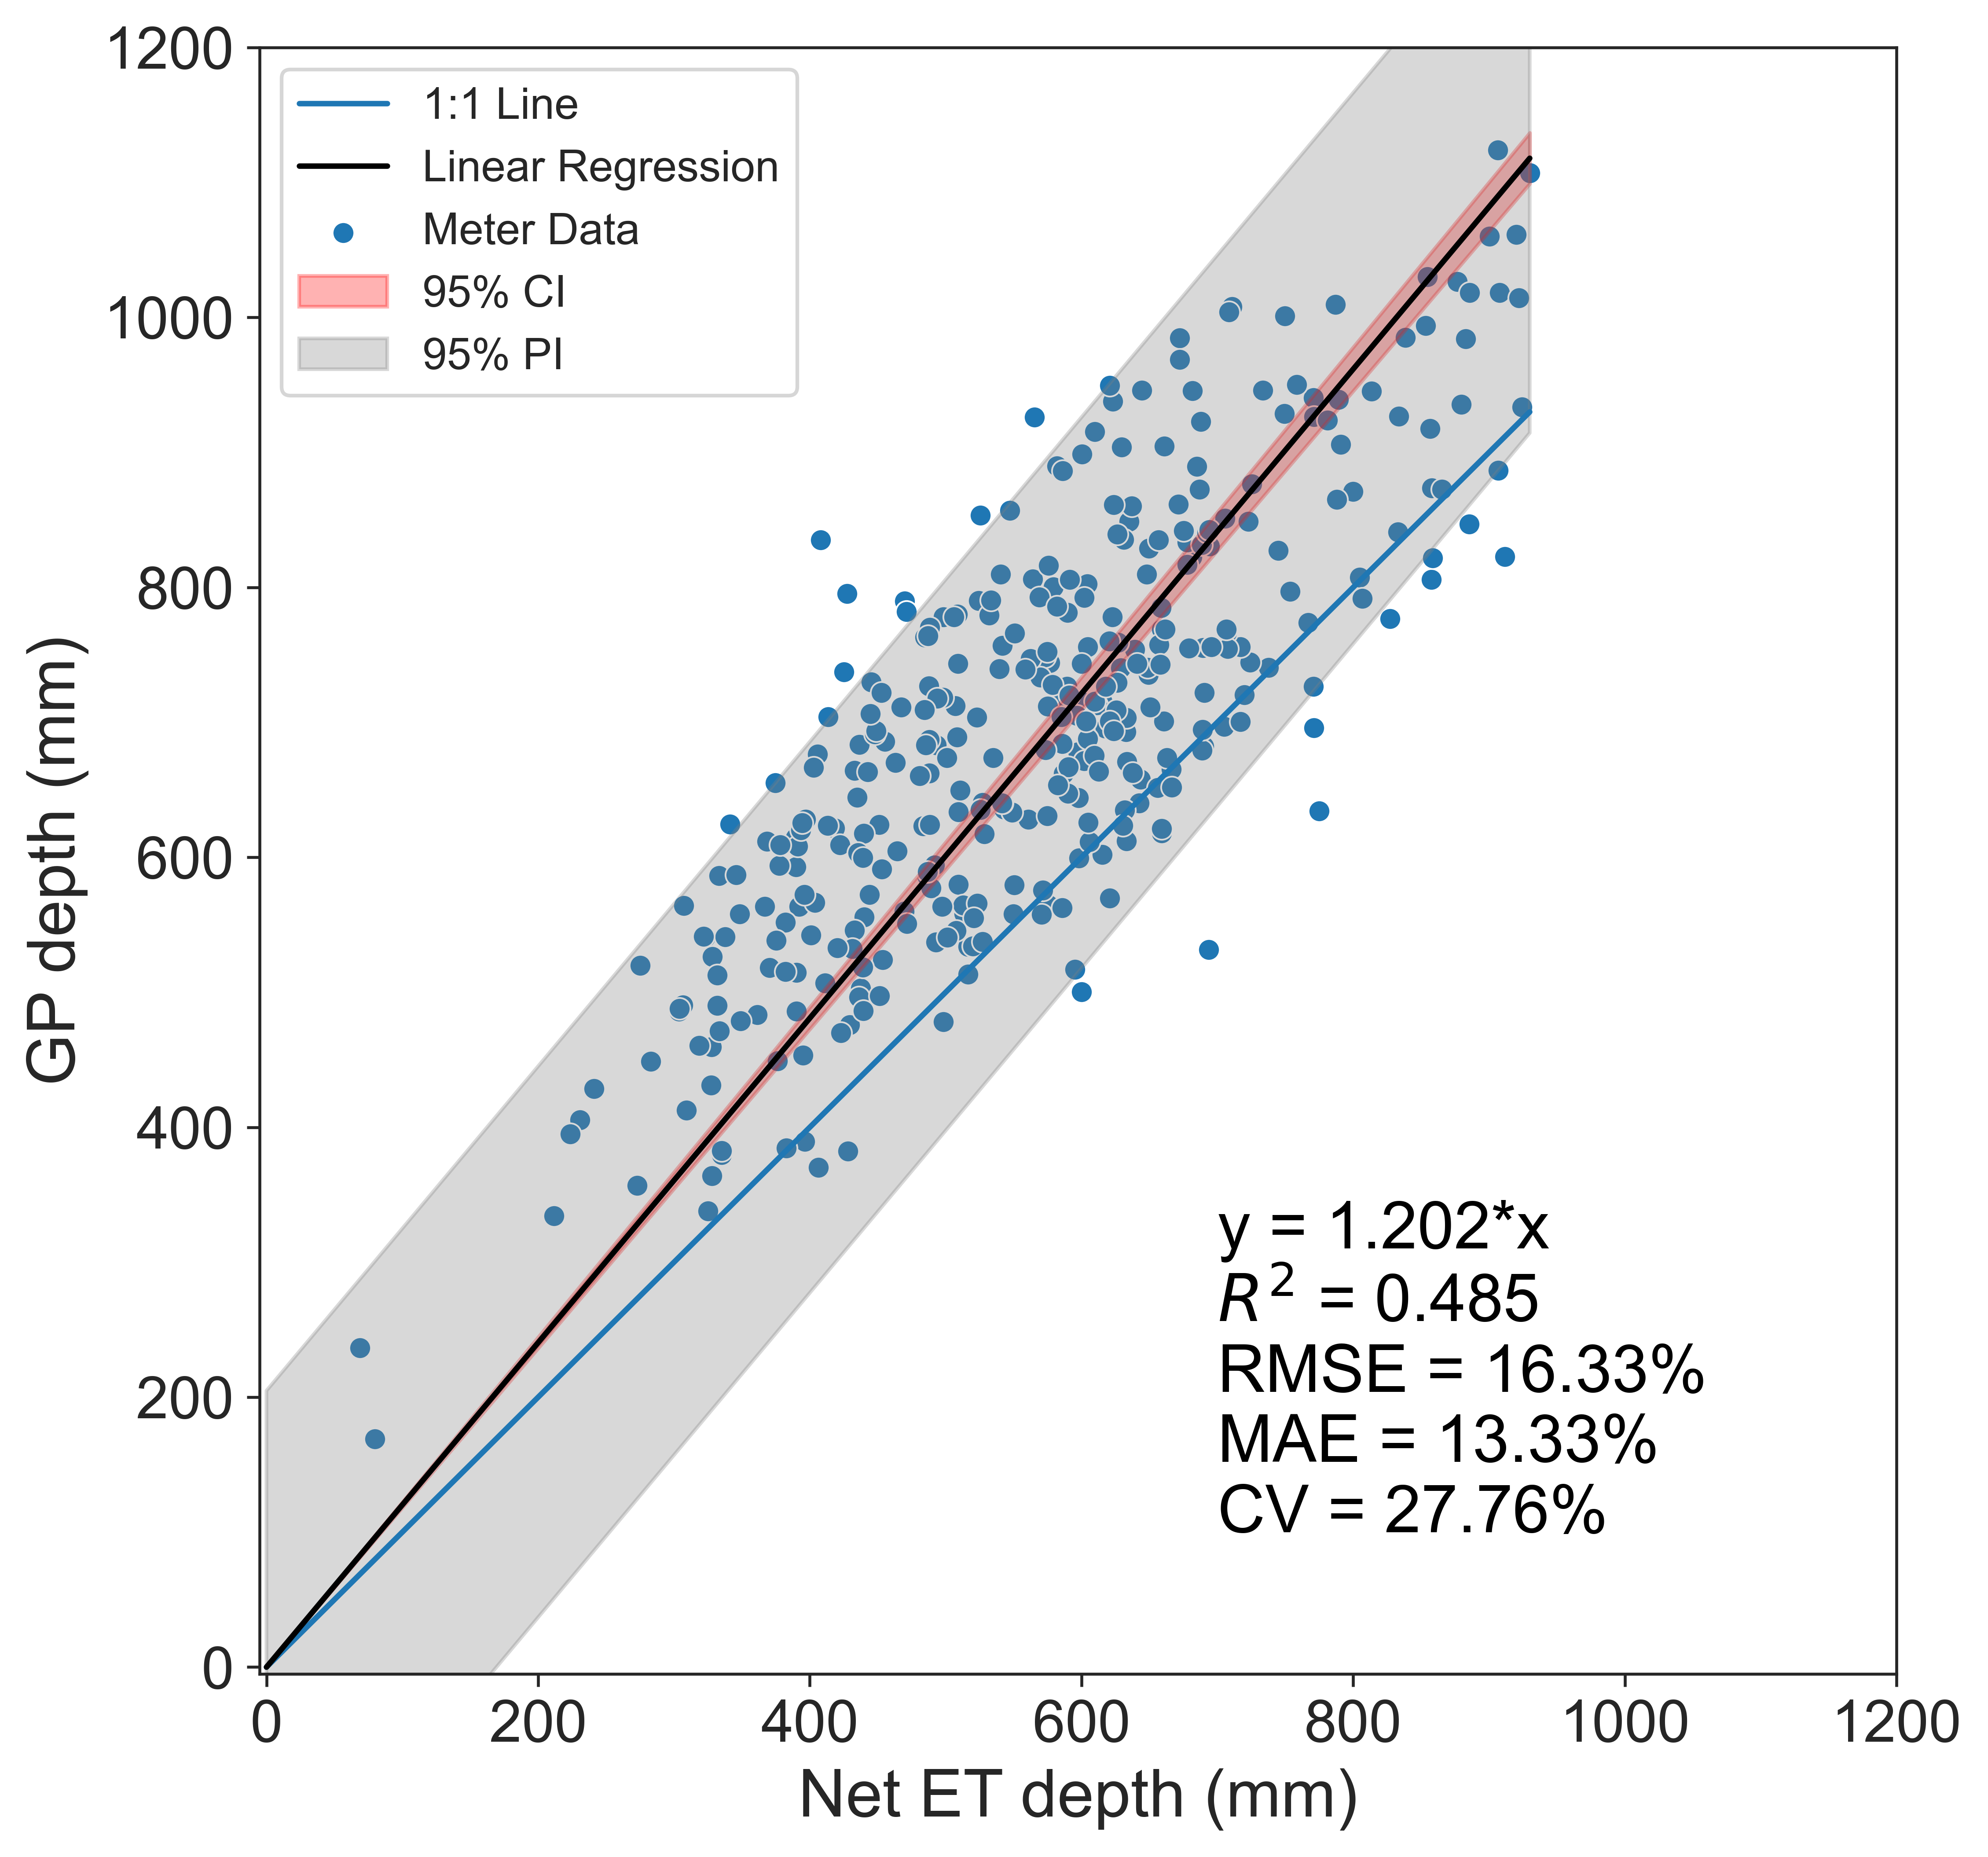 1200
1000
800
600
400
200
0
GP depth (mm)
1:1 Line
Linear Regression
Meter Data
95% CI
95% PI
y = 1.202*x
R² = 0.485
RMSE = 16.33%
MAE = 13.33%
CV = 27.76%
0 200 400 600 800 1000 1200
Net ET depth (mm)